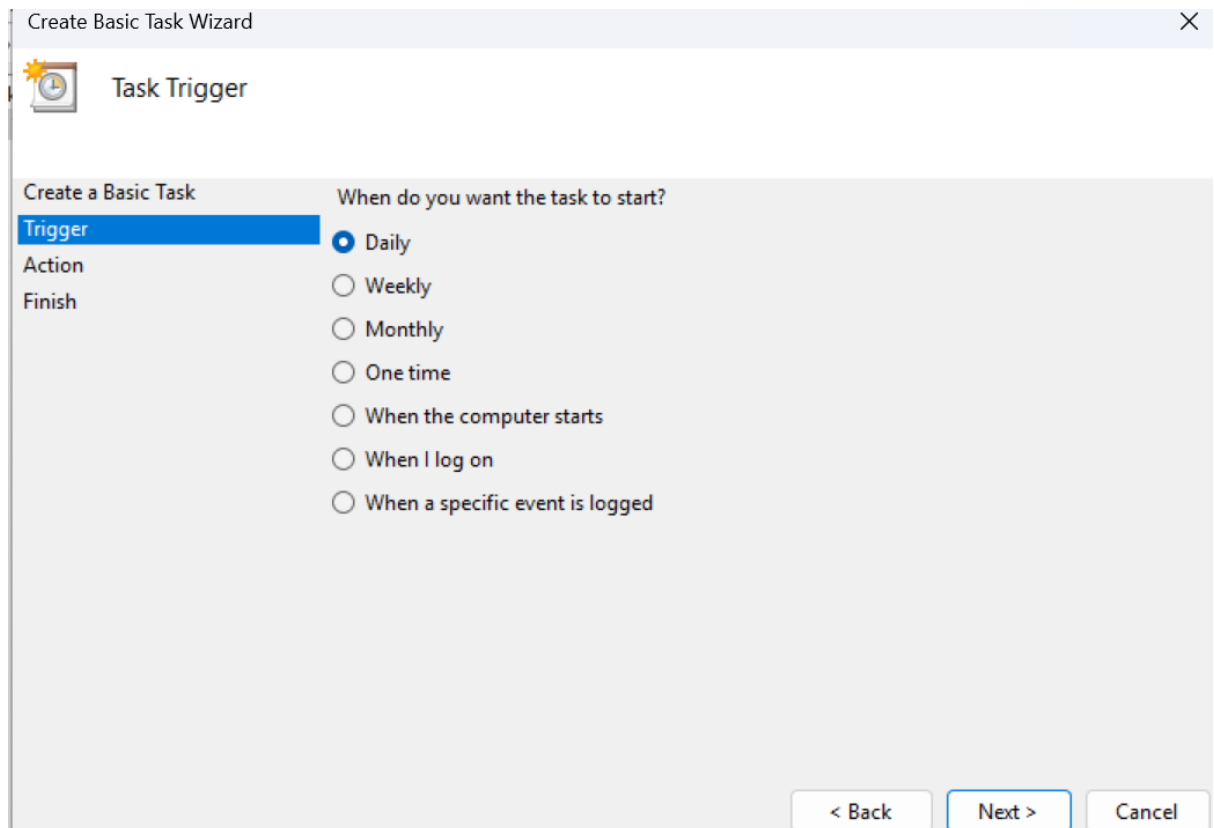 Create Basic Task Wizard
Task Trigger
Create a Basic Task
Trigger
Action
Finish
When do you want the task to start?
Daily
Weekly
Monthly
One time
When the computer starts
When I log on
When a specific event is logged
< Back
Next >
Cancel